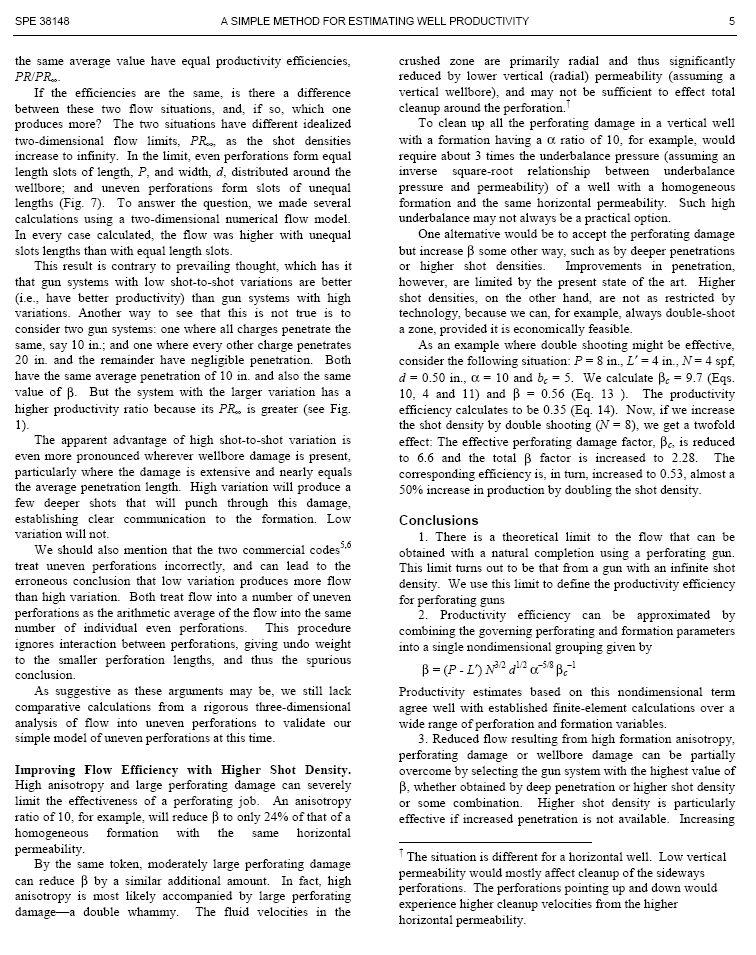 SPE 38148
A SIMPLE METHOD FOR ESTIMATING WELL PRODUCTIVITY
5
the same average value have equal productivity efficiencies,
PR/PR∞.
If the efficiencies are the same, is there a difference
between these two flow situations, and, if so, which one
produces more? The two situations have different idealized
two-dimensional flow limits, PR∞, as the shot densities
increase to infinity. In the limit, even perforations form equal
length slots of length, P, and width, d, distributed around the
wellbore; and uneven perforations form slots of unequal
lengths (Fig. 7). To answer the question, we made several
calculations using a two-dimensional numerical flow model.
In every case calculated, the flow was higher with unequal
slots lengths than with equal length slots.
This result is contrary to prevailing thought, which has it
that gun systems with low shot-to-shot variations are better
(i.e., have better productivity) than gun systems with high
variations. Another way to see that this is not true is to
consider two gun systems: one where all charges penetrate the
same, say 10 in.; and one where every other charge penetrates
20 in. and the remainder have negligible penetration. Both
have the same average penetration of 10 in. and also the same
value of β. But the system with the larger variation has a
higher productivity ratio because its PR∞ is greater (see Fig.
1).
The apparent advantage of high shot-to-shot variation is
even more pronounced wherever wellbore damage is present,
particularly where the damage is extensive and nearly equals
the average penetration length. High variation will produce a
few deeper shots that will punch through this damage,
establishing clear communication to the formation. Low
variation will not.
We should also mention that the two commercial codes5,6
treat uneven perforations incorrectly, and can lead to the
erroneous conclusion that low variation produces more flow
than high variation. Both treat flow into a number of uneven
perforations as the arithmetic average of the flow into the same
number of individual even perforations. This procedure
ignores interaction between perforations, giving undo weight
to the smaller perforation lengths, and thus the spurious
conclusion.
As suggestive as these arguments may be, we still lack
comparative calculations from a rigorous three-dimensional
analysis of flow into uneven perforations to validate our
simple model of uneven perforations at this time.
Improving Flow Efficiency with Higher Shot Density.
High anisotropy and large perforating damage can severely
limit the effectiveness of a perforating job. An anisotropy
ratio of 10, for example, will reduce β to only 24% of that of a
homogeneous formation with the same horizontal
permeability.
By the same token, moderately large perforating damage
can reduce β by a similar additional amount. In fact, high
anisotropy is most likely accompanied by large perforating
damage—a double whammy. The fluid velocities in the
crushed zone are primarily radial and thus significantly
reduced by lower vertical (radial) permeability (assuming a
vertical wellbore), and may not be sufficient to effect total
cleanup around the perforation.†
To clean up all the perforating damage in a vertical well
with a formation having a α ratio of 10, for example, would
require about 3 times the underbalance pressure (assuming an
inverse square-root relationship between underbalance
pressure and permeability) of a well with a homogeneous
formation and the same horizontal permeability. Such high
underbalance may not always be a practical option.
One alternative would be to accept the perforating damage
but increase β some other way, such as by deeper penetrations
or higher shot densities. Improvements in penetration,
however, are limited by the present state of the art. Higher
shot densities, on the other hand, are not as restricted by
technology, because we can, for example, always double-shoot
a zone, provided it is economically feasible.
As an example where double shooting might be effective,
consider the following situation: P = 8 in., L′ = 4 in., N = 4 spf,
d = 0.50 in., α = 10 and bc = 5. We calculate βc = 9.7 (Eqs.
10, 4 and 11) and β = 0.56 (Eq. 13 ). The productivity
efficiency calculates to be 0.35 (Eq. 14). Now, if we increase
the shot density by double shooting (N = 8), we get a twofold
effect: The effective perforating damage factor, βc, is reduced
to 6.6 and the total β factor is increased to 2.28. The
corresponding efficiency is, in turn, increased to 0.53, almost a
50% increase in production by doubling the shot density.
Conclusions
1. There is a theoretical limit to the flow that can be
obtained with a natural completion using a perforating gun.
This limit turns out to be that from a gun with an infinite shot
density. We use this limit to define the productivity efficiency
for perforating guns
2. Productivity efficiency can be approximated by
combining the governing perforating and formation parameters
into a single nondimensional grouping given by
β = (P - L′) N^3/2 d^1/2 α^-5/8 βc^-1
Productivity estimates based on this nondimensional term
agree well with established finite-element calculations over a
wide range of perforation and formation variables.
3. Reduced flow resulting from high formation anisotropy,
perforating damage or wellbore damage can be partially
overcome by selecting the gun system with the highest value of
β, whether obtained by deep penetration or higher shot density
or some combination. Higher shot density is particularly
effective if increased penetration is not available. Increasing
† The situation is different for a horizontal well. Low vertical
permeability would mostly affect cleanup of the sideways
perforations. The perforations pointing up and down would
experience higher cleanup velocities from the higher
horizontal permeability.